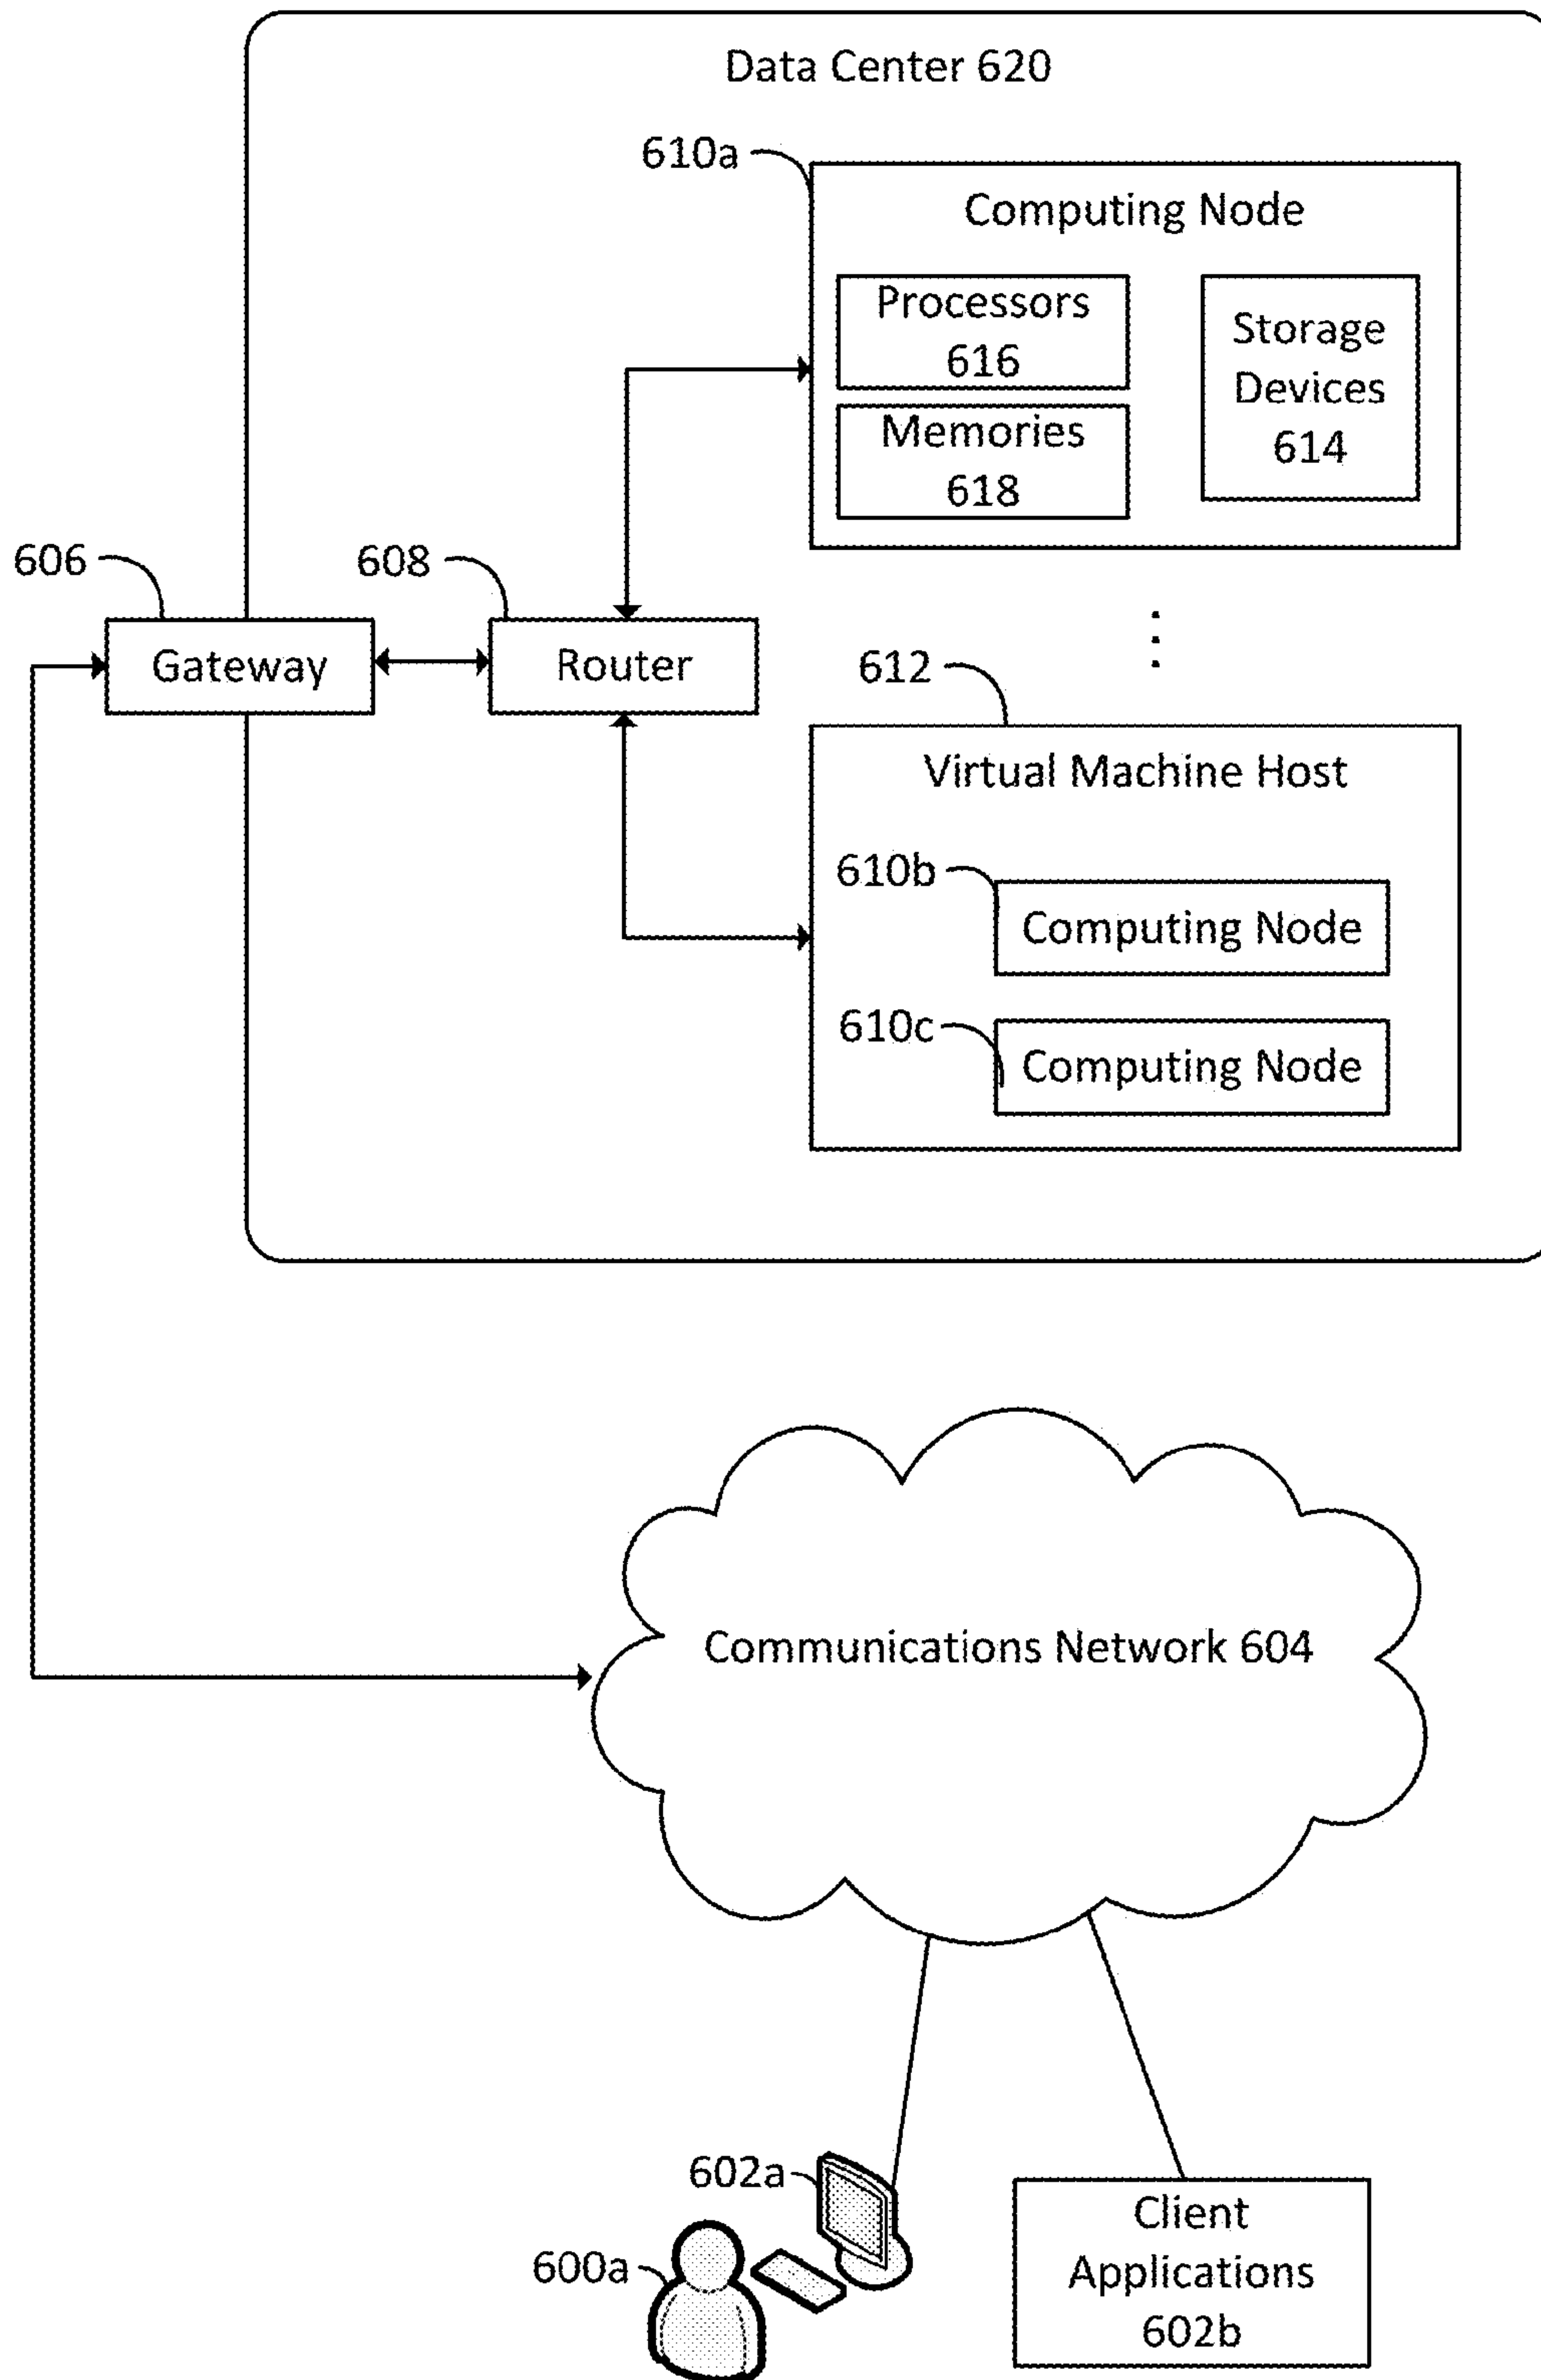 Data Center 620
610a
Computing Node
Processors
616
Storage
Devices
614
Memories
618
606
608
Gateway
Router
612
Virtual Machine Host
610b
Computing Node
610c
Computing Node
Communications Network 604
602a
600a
Client
Applications
602b